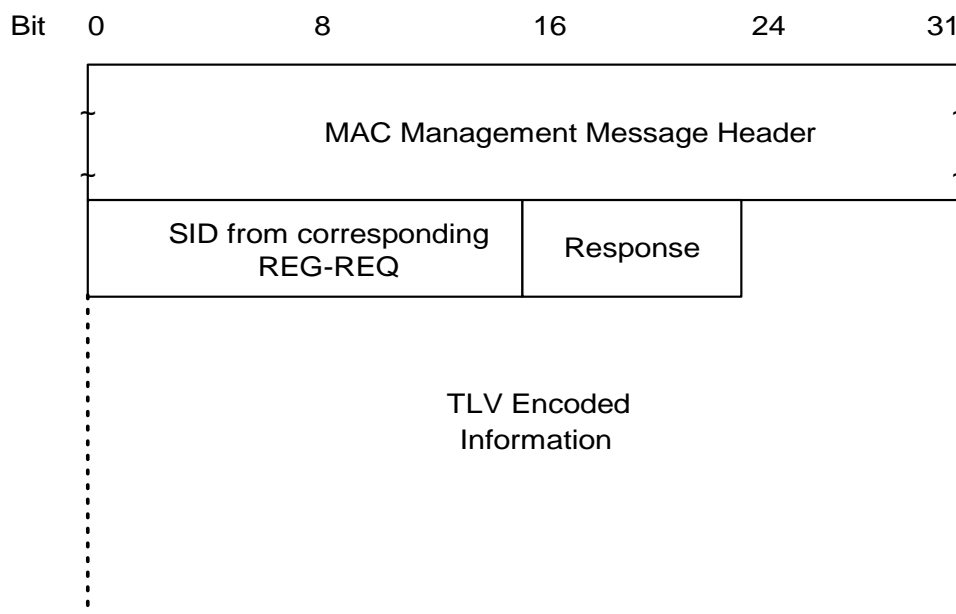 Bit 0 8 16 24 31
MAC Management Message Header
SID from corresponding
REG-REQ
Response
TLV Encoded
Information